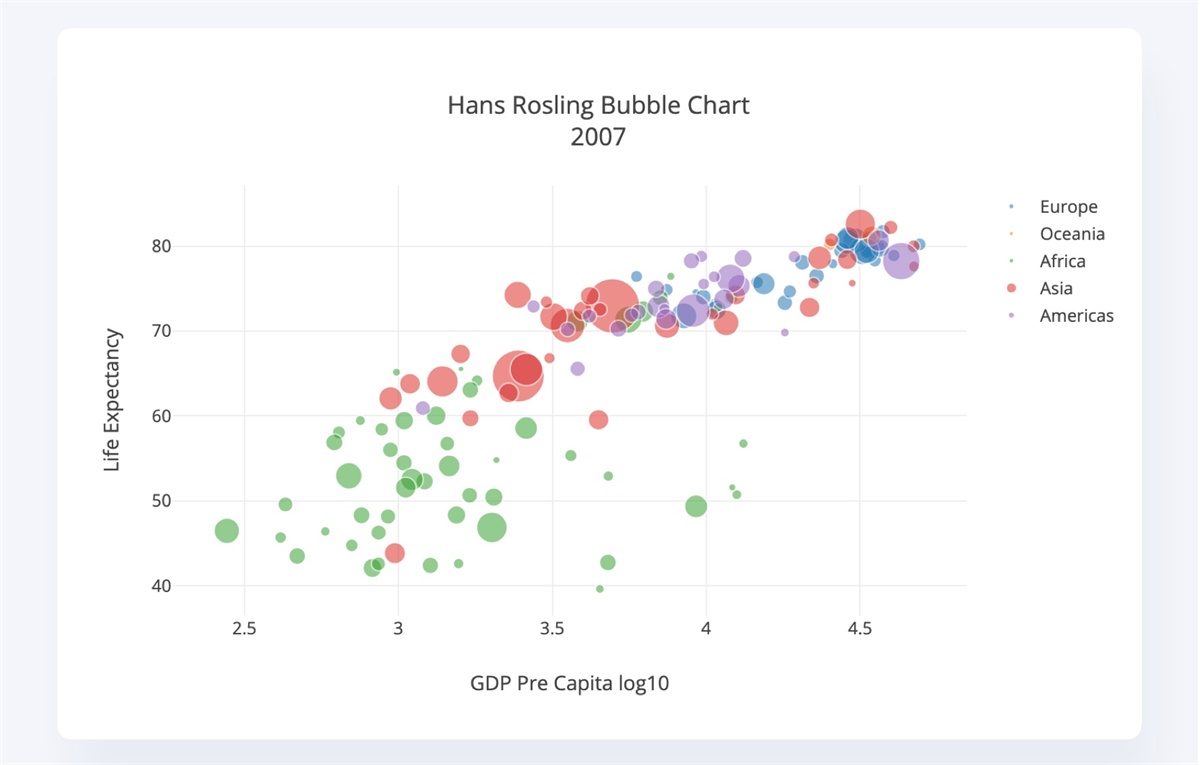 Hans Rosling Bubble Chart
2007
Life Expectancy
80
70
60
50
40
2.5
3
3.5
4
4.5
GDP Pre Capita log10
Europe
Oceania
Africa
Asia
Americas